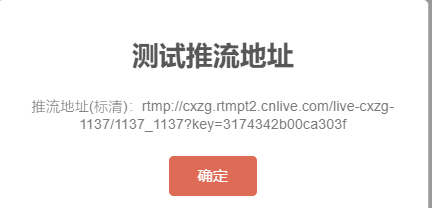 测试推流地址
推流地址(标清)：rtmp://cxzg.rtmpt2.cnlive.com/live-cxzg-
1137/1137_1137?key=3174342b00ca303f
确定